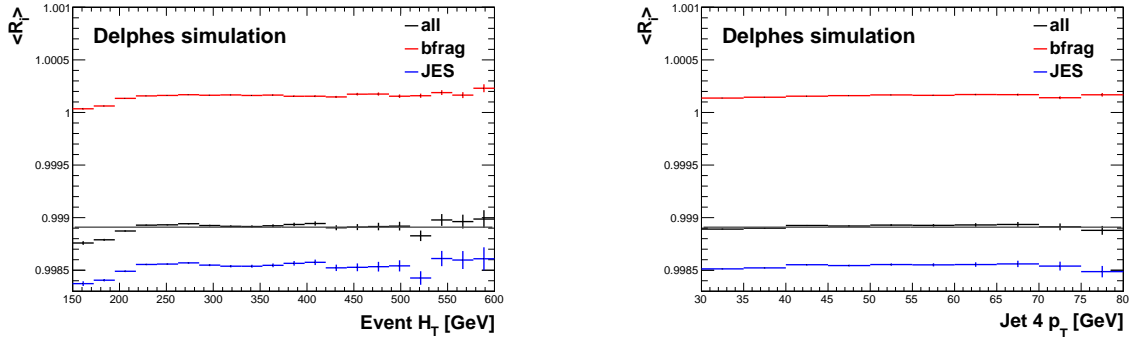 <R_i>
Delphes simulation
all
bfrag
JES
1.001
1.0005
1
0.9995
0.999
0.9985
150 200 250 300 350 400 450 500 550 600
Event H_T [GeV]
<R_i>
Delphes simulation
all
bfrag
JES
1.001
1.0005
1
0.9995
0.999
0.9985
30 35 40 45 50 55 60 65 70 75 80
Jet 4 p_T [GeV]